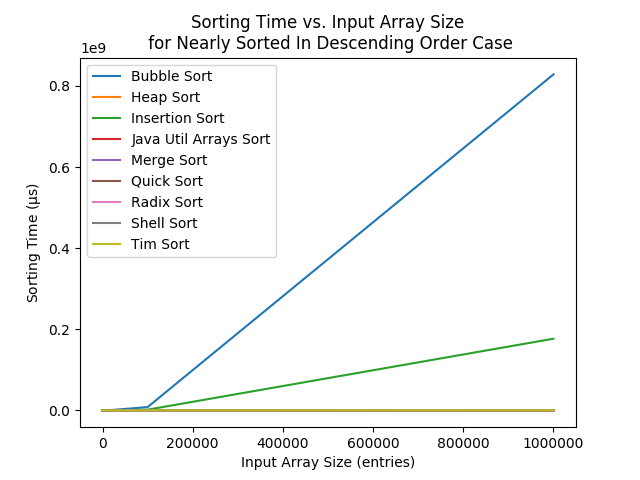 Sorting Time vs. Input Array Size
for Nearly Sorted In Descending Order Case
1e9
Bubble Sort
Heap Sort
Insertion Sort
Java Util Arrays Sort
Merge Sort
Quick Sort
Radix Sort
Shell Sort
Tim Sort
0.8
0.6
0.4
0.2
0.0
Sorting Time (μs)
0 200000 400000 600000 800000 1000000
Input Array Size (entries)